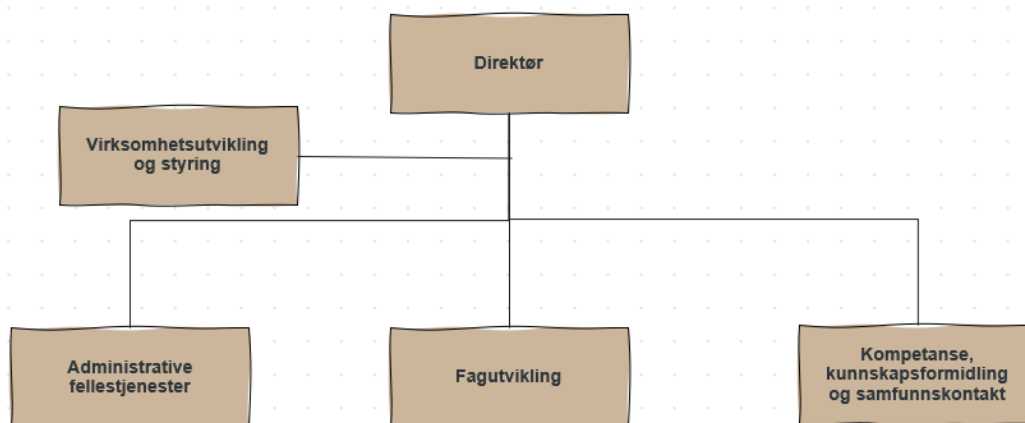 Direktør
Virksomhetsutvikling
og styring
Administrative
fellestjenester
Fagutvikling
Kompetanse,
kunnskapsformidling
og samfunnskontakt